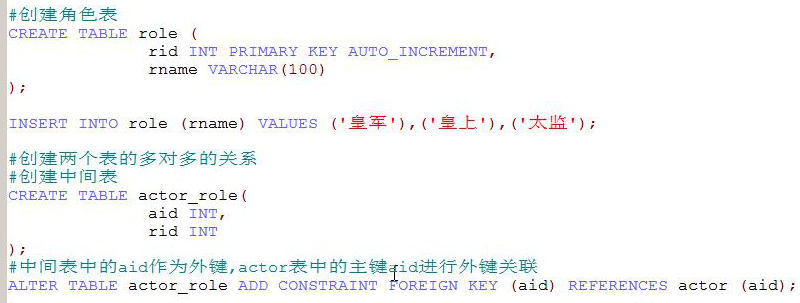 #创建角色表
CREATE TABLE role (
rid INT PRIMARY KEY AUTO_INCREMENT,
rname VARCHAR(100)
);
INSERT INTO role (rname) VALUES ('皇军'),('皇上'),('太监');
#创建两个表的多对多的关系
#创建中间表
CREATE TABLE actor_role(
aid INT,
rid INT
);
#中间表中的aid作为外键,actor表中的主键aid进行外键关联
ALTER TABLE actor_role ADD CONSTRAINT FOREIGN KEY (aid) REFERENCES actor (aid);